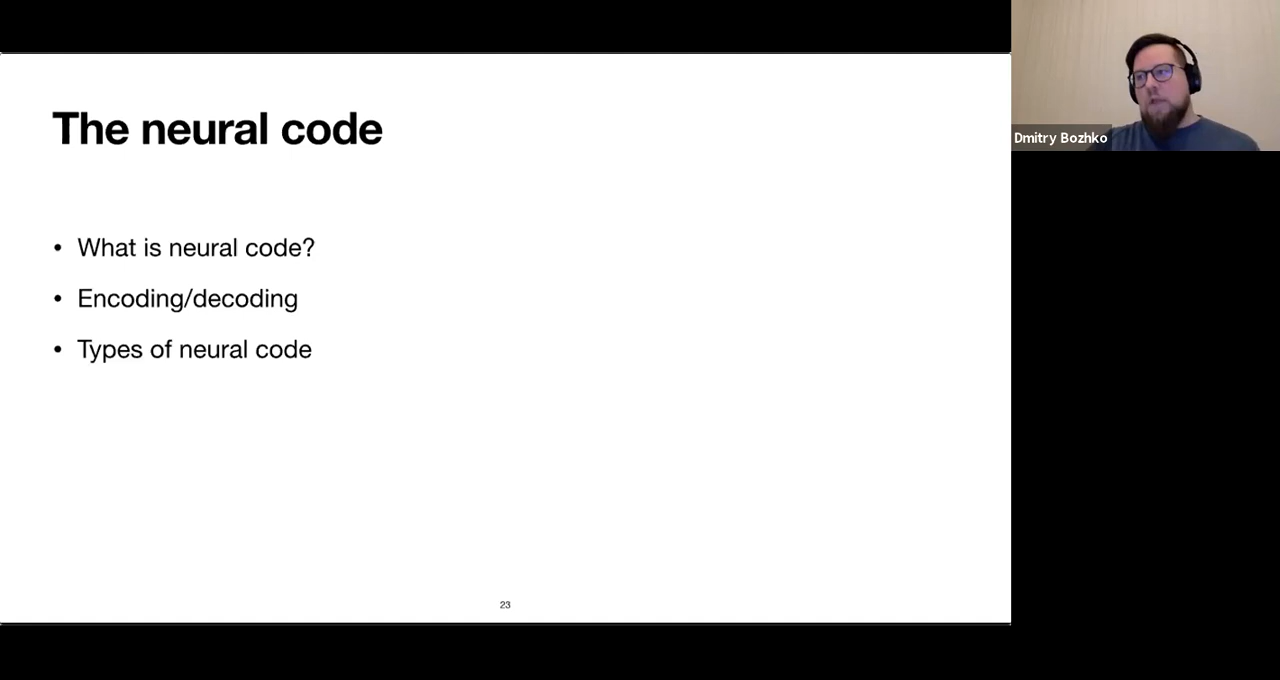 The neural code
• What is neural code?
• Encoding/decoding
• Types of neural code
23
Dmitry Bozhko